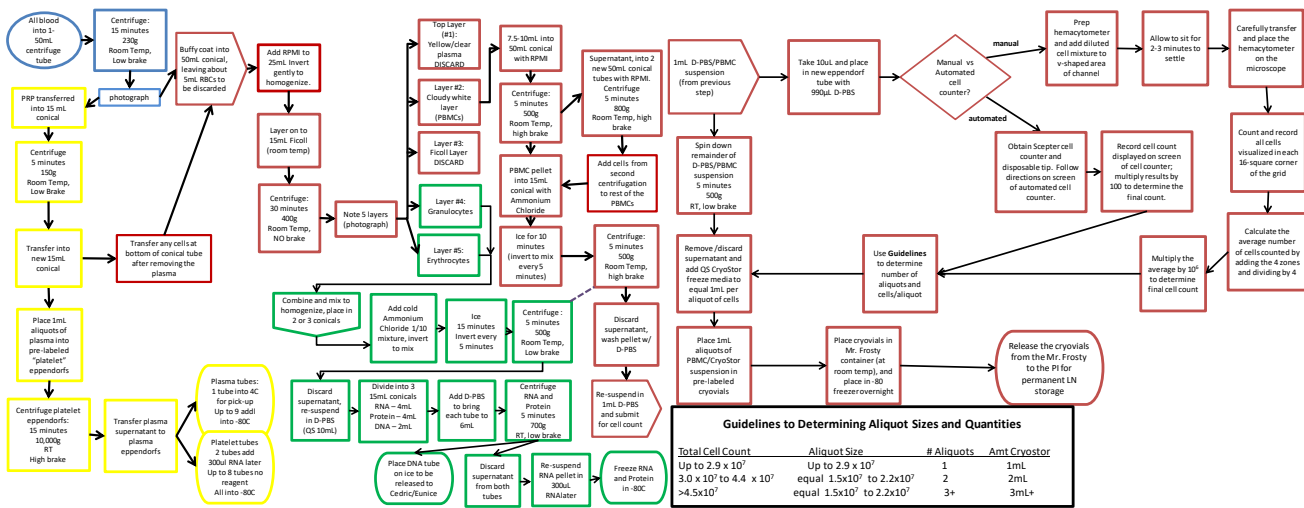 All blood
into 1-
50mL
centrifuge
tube
Centrifuge:
15 minutes
230g
Room Temp,
Low brake
photograph
PRP transferred
into 15 mL
conical
Centrifuge
5 minutes
150g
Room Temp,
Low Brake
Transfer into
new 15mL
conical
Place 1mL
aliquots of
plasma into
pre-labeled
"platelet"
eppendorfs
Centrifuge platelet
eppendorfs:
15 minutes
10,000g
RT
High brake
Transfer plasma
supernatant to
plasma
eppendorfs
Plasma tubes:
1 tube into 4C
for pick-up
Up to 9 addl
into -80C
Platelet tubes
2 tubes add
300ul RNA later
Up to 8 tubes no
reagent
All into -80C
Buffy coat into
50mL conical,
leaving about
5mL RBCs to
be discarded
Transfer any cells at
bottom of conical tube
after removing the
plasma
Add RPMI to
25mL Invert
gently to
homogenize.
Layer on to
15mL Ficoll
(room temp)
Centrifuge:
30 minutes
400g
Room Temp,
NO brake
Note 5 layers
(photograph)
Top Layer
(#1):
Yellow/clear
plasma
DISCARD
Layer #2:
Cloudy white
layer
(PBMCs)
Layer #3:
Ficoll Layer
DISCARD
Layer #4:
Granulocytes
Layer #5:
Erythrocytes
7.5-10mL into
50mL conical
with RPMI
Centrifuge:
5 minutes
500g
Room Temp,
high brake
PBMC pellet
into 15mL
conical with
Ammonium
Chloride
Ice for 10
minutes
(invert to mix
every 5
minutes)
Supernatant, into 2
new 50mL conical
tubes with RPMI.
Centrifuge
5 minutes
800g
Room Temp, high
brake
Add cells from
second
centrifugation
to rest of the
PBMCs
Centrifuge:
5 minutes
500g
Room Temp,
high brake
Discard
supernatant,
wash pellet w/
D-PBS
Re-suspend in
1mL D-PBS
and submit
for cell count
Combine and mix to
homogenize, place in
2 or 3 conicals
Add cold
Ammonium
Chloride 1/10
mixture, invert
to mix
Ice
15 minutes
Invert every
5 minutes
Centrifuge :
5 minutes
500g
Room Temp,
Low brake
Discard
supernatant,
re-suspend
in D-PBS
(QS 10mL)
Divide into 3
15mL conicals
RNA – 4mL
Protein – 4mL
DNA – 2mL
Add D-PBS to
bring
each tube to
6mL
Centrifuge
RNA and
Protein
5 minutes
700g
RT, low brake
Place DNA tube
on ice to be
released to
Cedric/Eunice
Discard
supernatant
from both
tubes
Re-suspend
RNA pellet in
300uL
RNAlater
Freeze RNA
and Protein
in -80C
1mL D-PBS/PBMC
suspension
(from previous
step)
Take 10uL and place
in new eppendorf
tube with
990µL D-PBS
Manual vs
Automated
cell
counter?
manual
automated
Prep
hemacytometer
and add diluted
cell mixture to
v-shaped area
of channel
Allow to sit for
2-3 minutes to
settle
Carefully transfer
and place the
hemacytometer
on the
microscope
Count and record
all cells
visualized in each
16-square corner
of the grid
Calculate the
average number
of cells counted by
adding the 4 zones
and dividing by 4
Multiply the
average by 10⁶
to determine
final cell count
Obtain Scepter cell
counter and
disposable tip. Follow
directions on screen
of automated cell
counter.
Record cell count
displayed on screen
of cell counter;
multiply results by
100 to determine the
final count.
Use Guidelines
to determine
number of
aliquots and
cells/aliquot
Spin down
remainder of
D-PBS/PBMC
suspension
5 minutes
500g
RT, low brake
Remove /discard
supernatant and
add QS CryoStor
freeze media to
equal 1mL per
aliquot of cells
Place 1mL
aliquots of
PBMC/CryoStor
suspension in
pre-labeled
cryovials
Place cryovials in
Mr. Frosty
container (at
room temp), and
place in -80
freezer overnight
Release the cryovials
from the Mr. Frosty
to the PI for
permanent LN
storage
Guidelines to Determining Aliquot Sizes and Quantities
Total Cell Count Aliquot Size # Aliquots Amt Cryostor
Up to 2.9 x 10⁷ Up to 2.9 x 10⁷ 1 1mL
3.0 x 10⁷ to 4.4 x 10⁷ equal 1.5x10⁷ to 2.2x10⁷ 2 2mL
>4.5x10⁷ equal 1.5x10⁷ to 2.2x10⁷ 3+ 3mL+